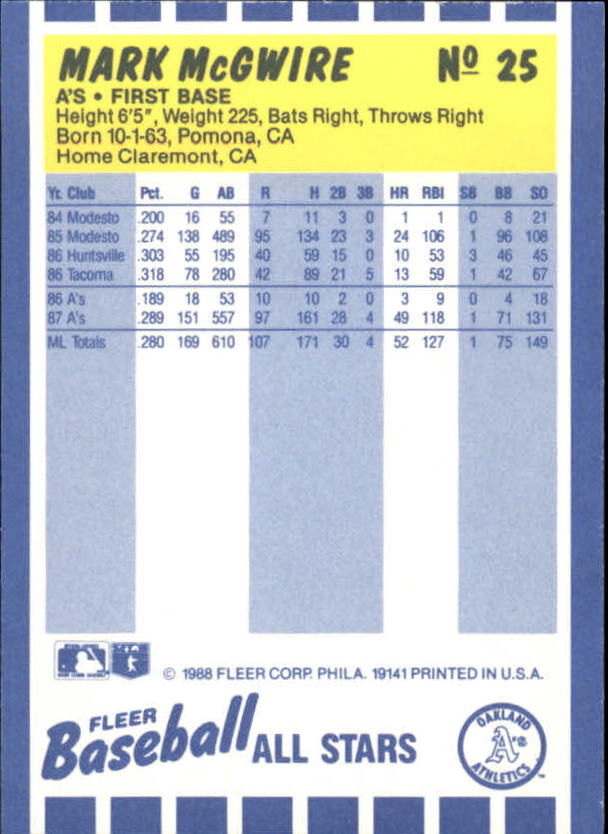 MARK McGWIRE Nº 25
A'S • FIRST BASE
Height 6'5", Weight 225, Bats Right, Throws Right
Born 10-1-63, Pomona, CA
Home Claremont, CA
Yr. Club Pct. G AB R H 2B 3B HR RBI SB BB SO
84 Modesto .200 16 55 7 11 3 0 1 1 0 8 21
85 Modesto .274 138 489 95 134 23 3 24 106 1 96 108
86 Huntsville .303 55 195 40 59 15 0 10 53 3 46 45
86 Tacoma .318 78 280 42 89 21 5 13 59 1 42 67
86 A's .189 18 53 10 10 2 0 3 9 0 4 18
87 A's .289 151 557 97 161 28 4 49 118 1 71 131
ML Totals .280 169 610 107 171 30 4 52 127 1 75 149
© 1988 FLEER CORP. PHILA. 19141 PRINTED IN U.S.A.
FLEER
Baseball ALL STARS
OAKLAND
A's
ATHLETICS